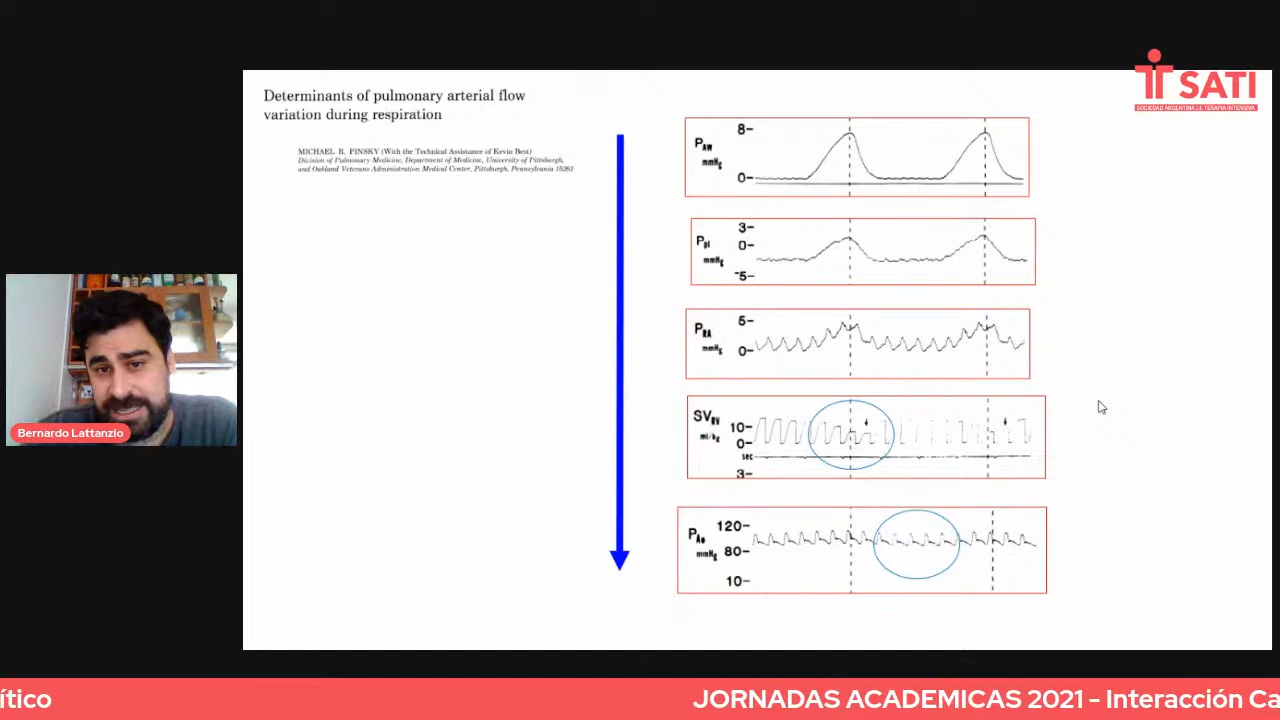 SATI
SOCIEDAD ARGENTINA DE TERAPIA INTENSIVA
Determinants of pulmonary arterial flow
variation during respiration
MICHAEL R. PINSKY (With the Technical Assistance of Kevin Best)
Division of Pulmonary Medicine, Department of Medicine, University of Pittsburgh,
and Oakland Veterans Administration Medical Center, Pittsburgh, Pennsylvania 15261
8-
PAW
mmHg
0-
3-
Ppl
0-
mmHg
-5-
5-
PRA
mmHg
0-
SVRV
10-
ml/kg
0-
sec
3-
120-
PAo
mmHg
80-
10-
Bernardo Lattanzio
ítico
JORNADAS ACADEMICAS 2021 - Interacción Ca